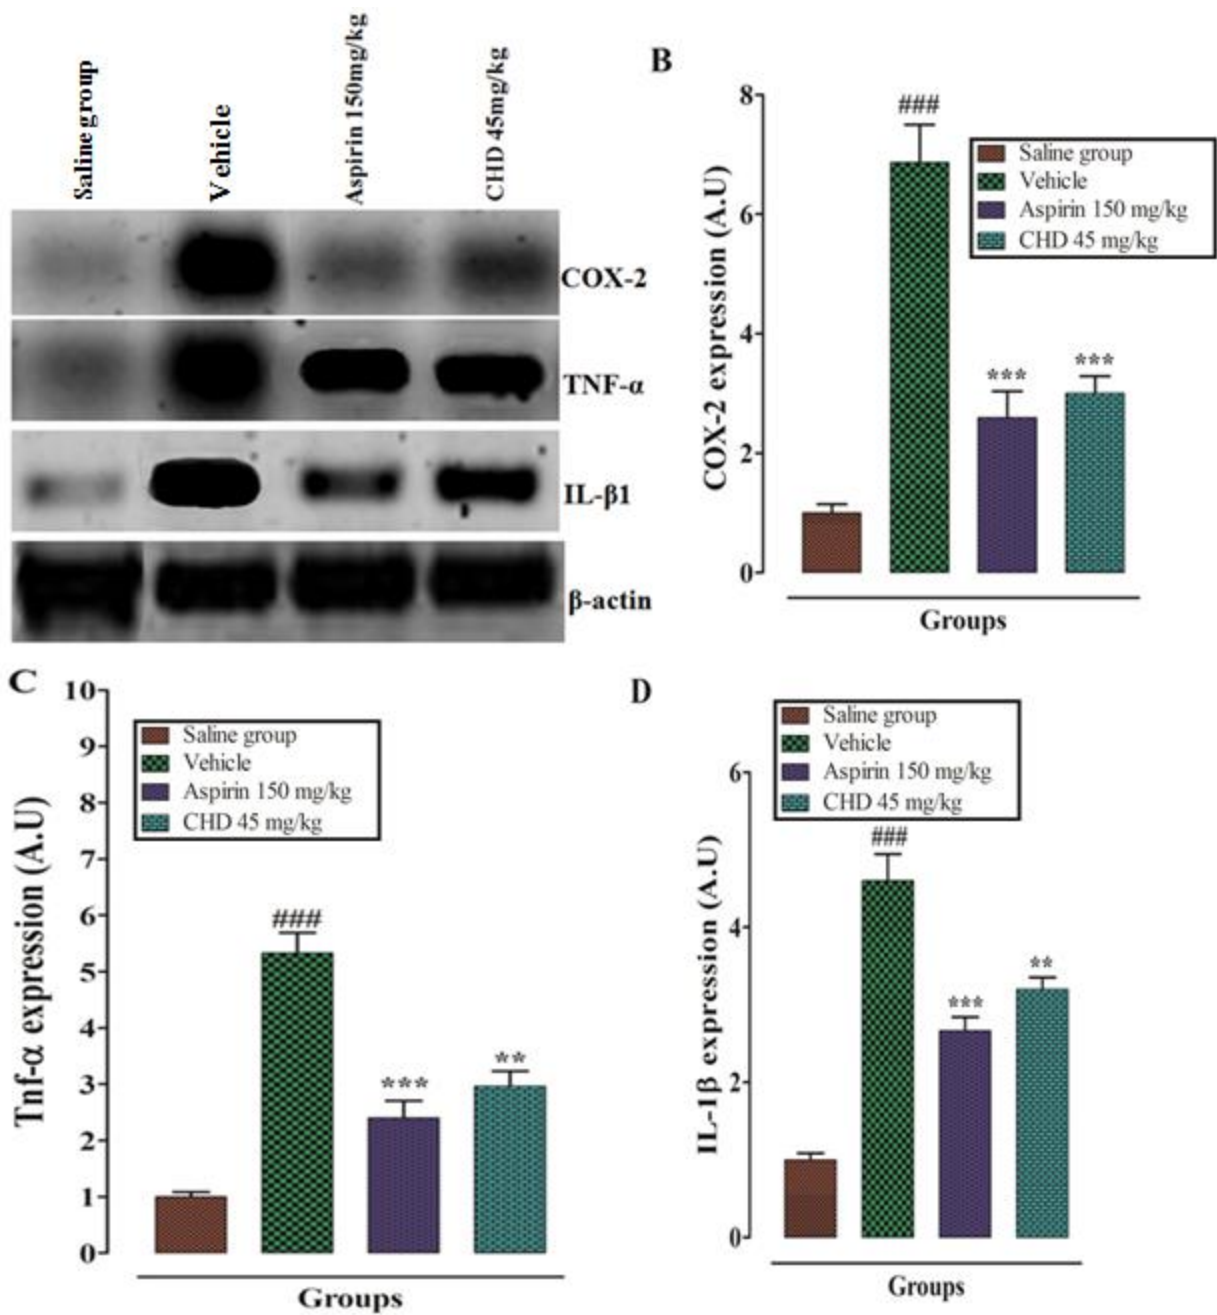 Saline group
Vehicle
Aspirin 150mg/kg
CHD 45mg/kg
COX-2
TNF-α
IL-β1
β-actin
B
COX-2 expression (A.U)
8
6
4
2
0
###
***
***
Saline group
Vehicle
Aspirin 150 mg/kg
CHD 45 mg/kg
Groups
C
Tnf-α expression (A.U)
10
9
8
7
6
5
4
3
2
1
0
Saline group
Vehicle
Aspirin 150 mg/kg
CHD 45 mg/kg
###
***
**
Groups
D
IL-1β expression (A.U)
6
4
2
0
Saline group
Vehicle
Aspirin 150 mg/kg
CHD 45 mg/kg
###
***
**
Groups